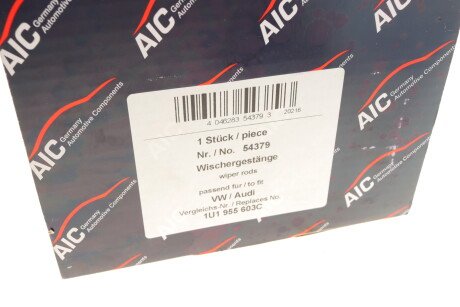 AIC
Germany
Automotive Components
AIC
Germany
Automotive Components
AIC
Germany
Automotive Components
AIC
Germany
Automotive Components
AIC
Germany
Automotive Components
4 046283 54379 3 20216
1 Stück / piece
Nr. / No. 54379
Wischergestänge
wiper rods
passend für / to fit
VW / Audi
Vergleichs-Nr. / Replaces No.
1U1 955 603C